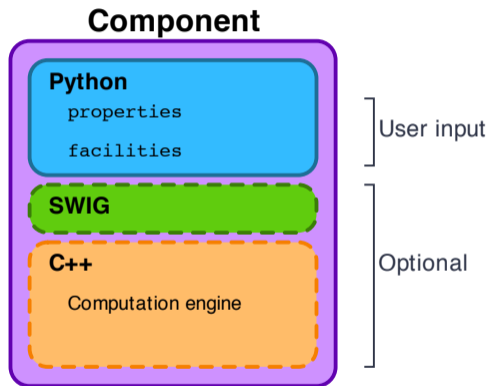 Component
Python
properties
facilities
User input
SWIG
C++
Optional
Computation engine